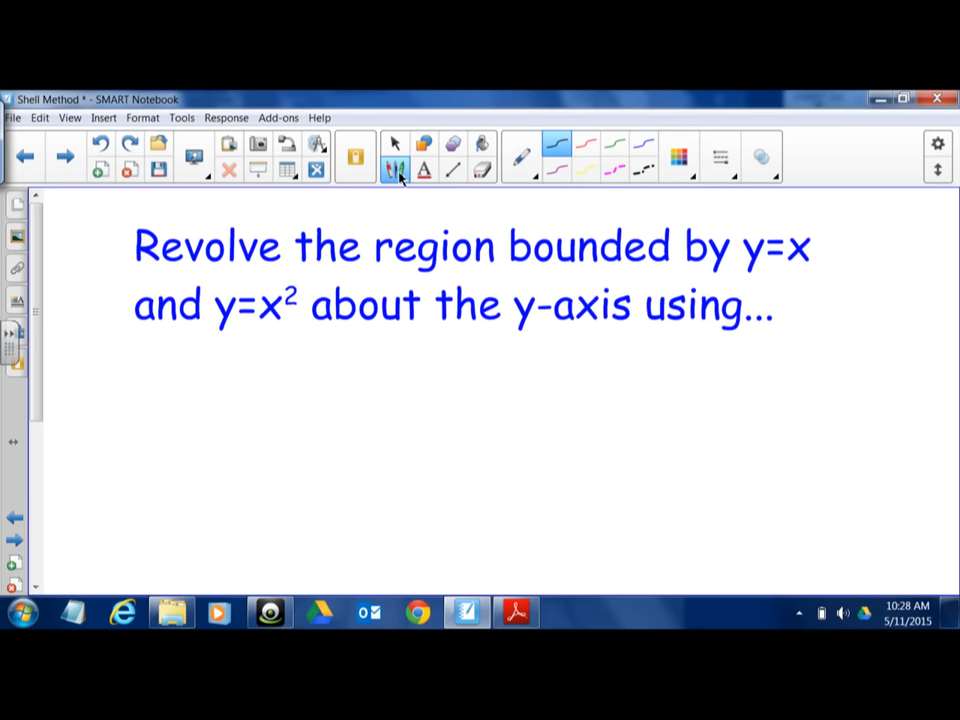 Shell Method * - SMART Notebook
File Edit View Insert Format Tools Response Add-ons Help
Revolve the region bounded by y=x
and y=x² about the y-axis using...
10:28 AM
5/11/2015